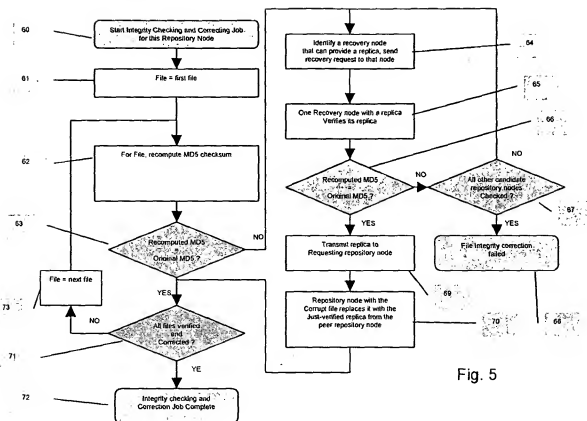 60
Start Integrity Checking and Correcting Job
for this Repository Node
61
File = first file
62
For File, recompute MD5 checksum
63
Recomputed MD5
=
Original MD5 ?
NO
YES
File = next file
73
NO
All files verified
and
Corrected ?
71
YE
72
Integrity checking and
Correction Job Complete
Identify a recovery node
that can provide a replica, send
recovery request to that node
64
One Recovery node with a replica
Verifies its replica
65
66
Recomputed MD5
=
Original MD5 ?
NO
NO
All other candidate
repository nodes
Checked ?
67
YES
YES
Transmt replica to
Requesting repository node
69
File Integrity correction
failed
68
Repository node with the
Corrupt file replaces it with the
Just-verified replica from the
peer repository node
70
Fig. 5